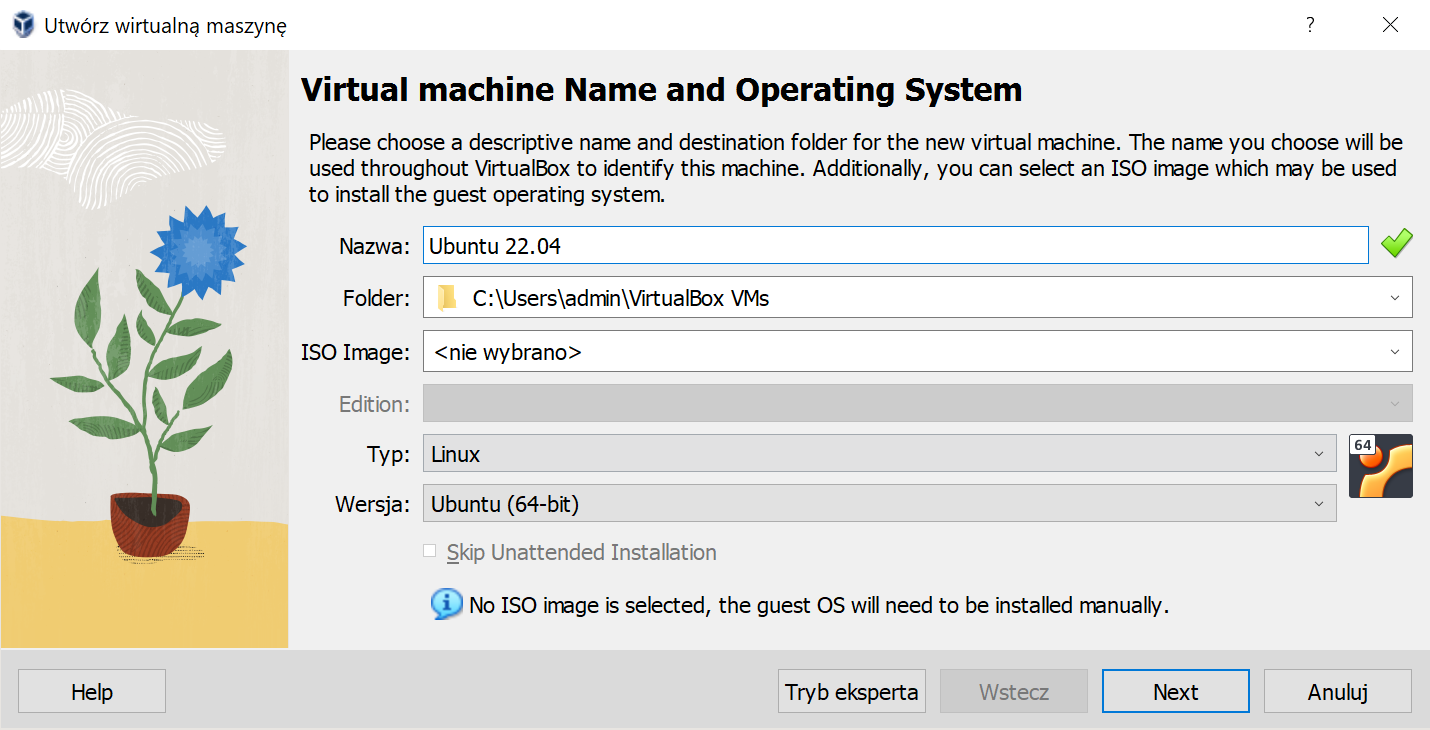 Utwórz wirtualną maszynę
?
Virtual machine Name and Operating System
Please choose a descriptive name and destination folder for the new virtual machine. The name you choose will be
used throughout VirtualBox to identify this machine. Additionally, you can select an ISO image which may be used
to install the guest operating system.
Nazwa: Ubuntu 22.04
Folder: C:\Users\admin\VirtualBox VMs
ISO Image: <nie wybrano>
Edition:
Typ: Linux
64
Wersja: Ubuntu (64-bit)
Skip Unattended Installation
No ISO image is selected, the guest OS will need to be installed manually.
Help Tryb eksperta Wstecz Next Anuluj